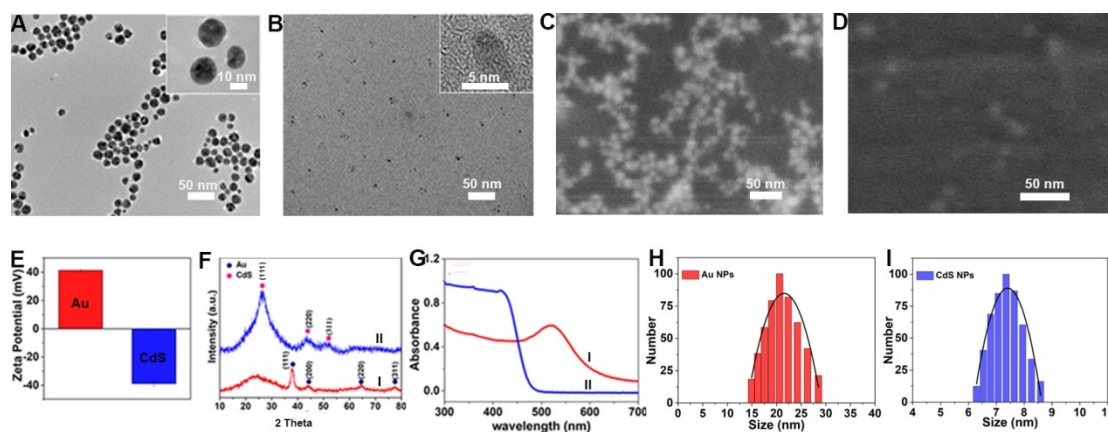 A
10 nm
50 nm
B
5 nm
50 nm
C
50 nm
D
50 nm
E
Zeta Potential (mV)
40
20
0
-20
-40
Au
CdS
F
Intensity (a.u.)
Au
CdS
(111)
(220)
(311)
II
(111)
(200)
(220)
(311)
I
10 20 30 40 50 60 70 80
2 Theta
G
Absorbance
1.2
0.8
0.4
0.0
I
II
300 400 500 600 700
wavelength (nm)
H
Au NPs
Number
100
75
50
25
0
0 5 10 15 20 25 30 35 40
Size (nm)
I
CdS NPs
Number
100
75
50
25
0
5 6 7 8 9 10
Size (nm)